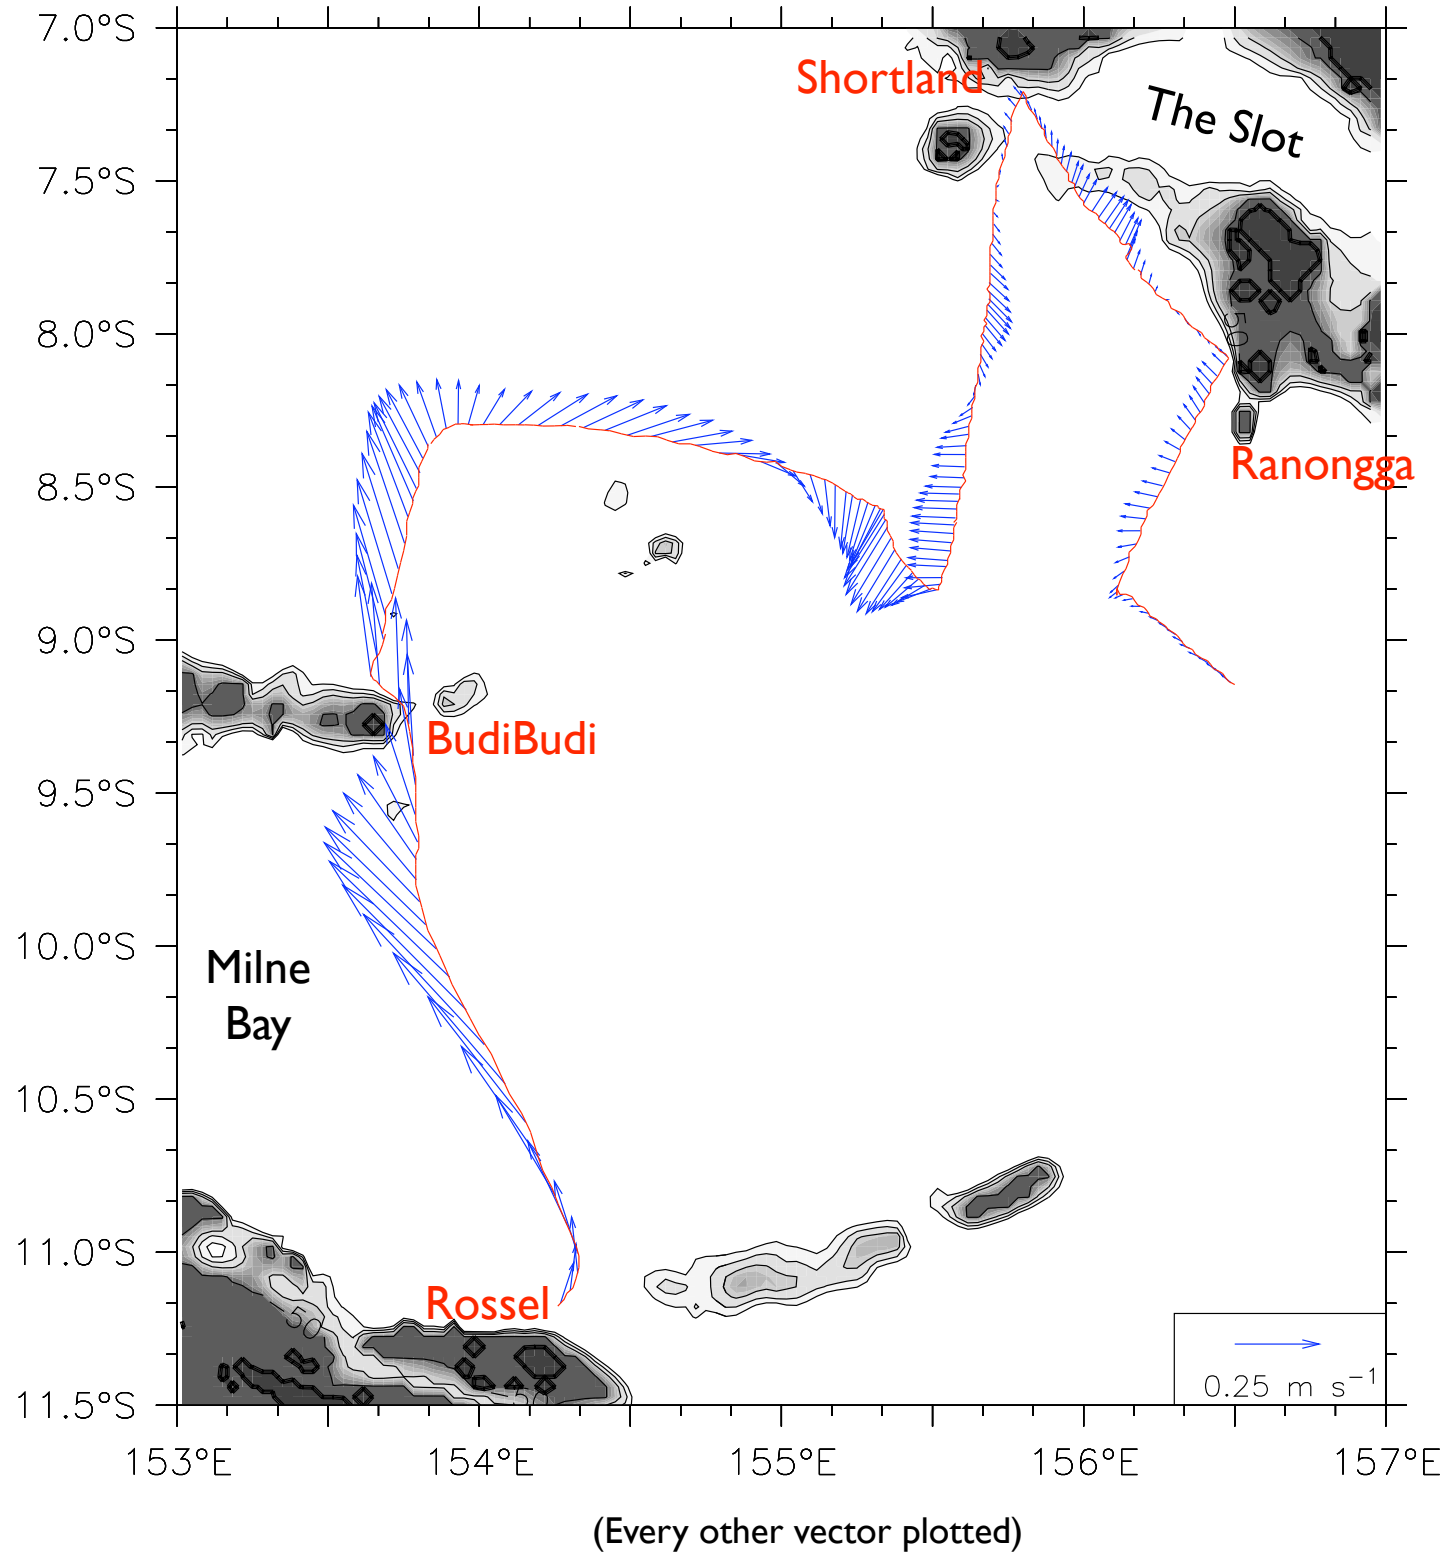 7.0°S
Shortland
The Slot
7.5°S
8.0°S
50
8.5°S
Ranongga
9.0°S
BudiBudi
9.5°S
10.0°S
Milne
Bay
10.5°S
11.0°S
Rossel
50
0.25 m s⁻¹
50
11.5°S
153°E 154°E 155°E 156°E 157°E
(Every other vector plotted)